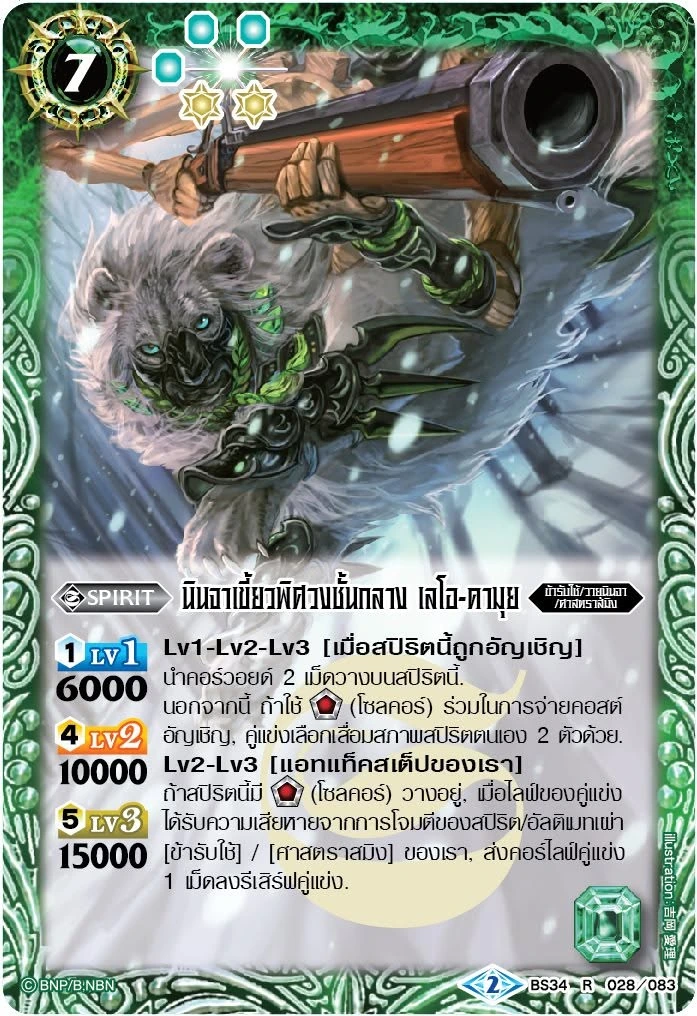 7
SPIRIT นินจาเขี้ยวพิศวงชั้นกลาง เลโอ-คามุย ข้ารับใช้/วายุนินจา
/ศาสตราสมิง
1 LV1
6000
4 LV2
10000
5 LV3
15000
Lv1-Lv2-Lv3 [เมื่อสปิริตนี้ถูกอัญเชิญ]
นำคอร์วอยด์ 2 เม็ดวางบนสปิริตนี้.
นอกจากนี้ ถ้าใช้ (โซลคอร์) ร่วมในการจ่ายคอสต์
อัญเชิญ, คู่แข่งเลือกเสื่อมสภาพสปิริตตนเอง 2 ตัวด้วย.
Lv2-Lv3 [แอทแท็คสเต็ปของเรา]
ถ้าสปิริตนี้มี (โซลคอร์) วางอยู่, เมื่อไลฟ์ของคู่แข่ง
ได้รับความเสียหายจากการโจมตีของสปิริต/อัลติเมทเผ่า
[ข้ารับใช้] / [ศาสตราสมิง] ของเรา, ส่งคอร์ไลฟ์คู่แข่ง
1 เม็ดลงรีเสิร์ฟคู่แข่ง.
illustration:吉岡 愛理
©BNP/B;NBN
2
BS34 R 028/083